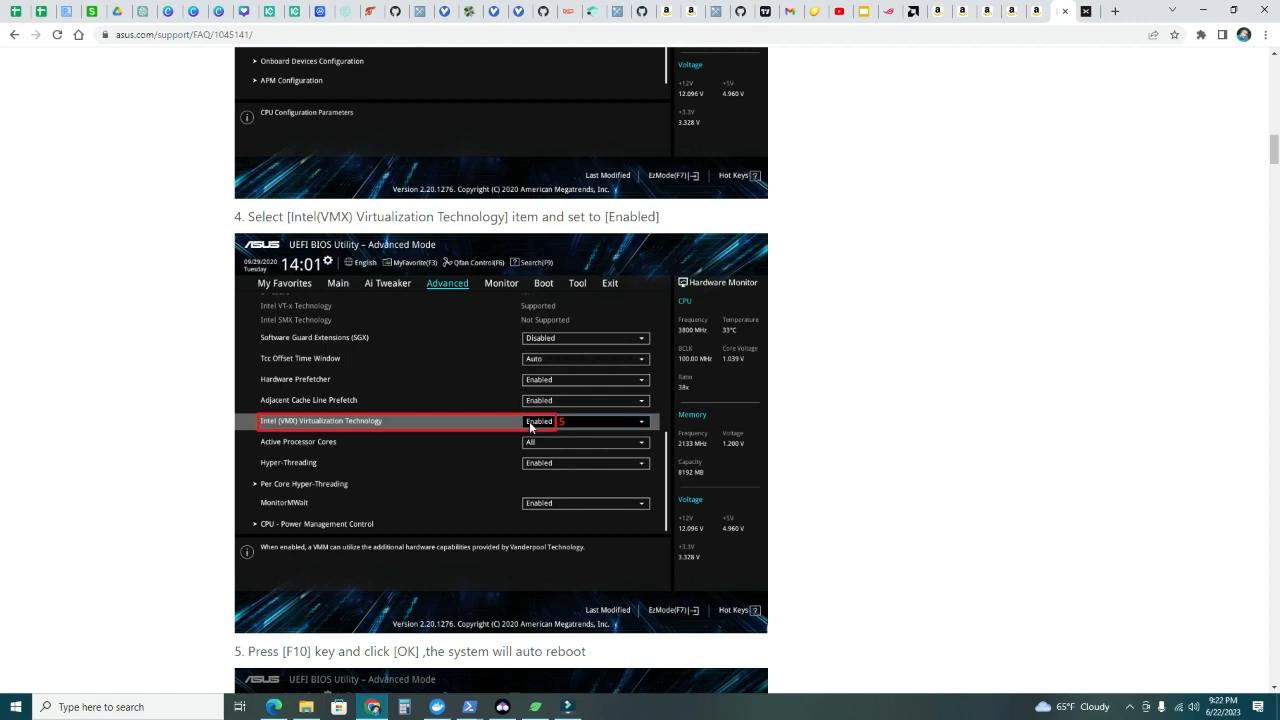 asus.com/support/FAQ/1045141/
Onboard Devices Configuration
APM Configuration
CPU Configuration Parameters
Voltage
+12V +5V
12.096 V 4.960 V
+3.3V
3.328 V
Last Modified EzMode(F7) Hot Keys ?
Version 2.20.1276. Copyright (C) 2020 American Megatrends, Inc.
4. Select [Intel(VMX) Virtualization Technology] item and set to [Enabled]
ASUS UEFI BIOS Utility – Advanced Mode
09/29/2020
Tuesday
14:01 English MyFavorite(F3) Qfan Control(F6) ? Search(F9)
My Favorites Main Ai Tweaker Advanced Monitor Boot Tool Exit
Intel VT-x Technology Supported
Intel SMX Technology Not Supported
Software Guard Extensions (SGX) Disabled
Tcc Offset Time Window Auto
Hardware Prefetcher Enabled
Adjacent Cache Line Prefetch Enabled
Intel (VMX) Virtualization Technology Enabled 5
Active Processor Cores All
Hyper-Threading Enabled
Per Core Hyper-Threading
MonitorMWait Enabled
CPU - Power Management Control
When enabled, a VMM can utilize the additional hardware capabilities provided by Vanderpool Technology.
Hardware Monitor
CPU
Frequency Temperature
3800 MHz 33°C
BCLK Core Voltage
100.00 MHz 1.039 V
Ratio
38x
Memory
Frequency Voltage
2133 MHz 1.200 V
Capacity
8192 MB
Voltage
+12V +5V
12.096 V 4.960 V
+3.3V
3.328 V
Last Modified EzMode(F7) Hot Keys ?
Version 2.20.1276. Copyright (C) 2020 American Megatrends, Inc.
5. Press [F10] key and click [OK] ,the system will auto reboot
ASUS UEFI BIOS Utility – Advanced Mode
Type here to search
65°F Cloudy
9:22 PM
6/22/2023